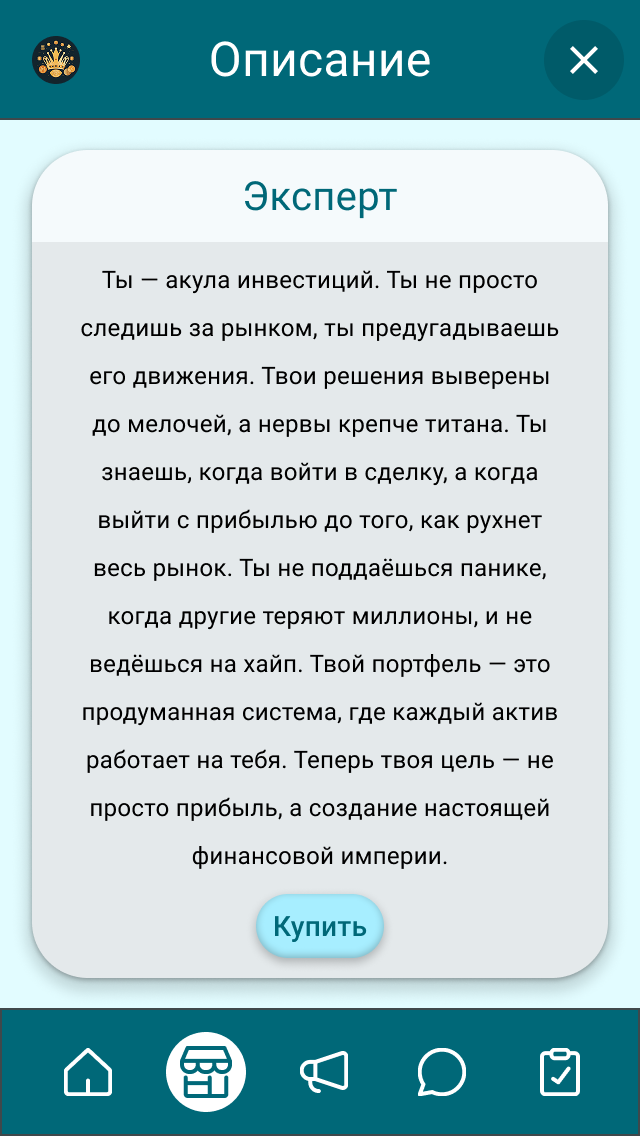 Описание
Эксперт
Ты — акула инвестиций. Ты не просто
следишь за рынком, ты предугадываешь
его движения. Твои решения выверены
до мелочей, а нервы крепче титана. Ты
знаешь, когда войти в сделку, а когда
выйти с прибылью до того, как рухнет
весь рынок. Ты не поддаёшься панике,
когда другие теряют миллионы, и не
ведёшься на хайп. Твой портфель — это
продуманная система, где каждый актив
работает на тебя. Теперь твоя цель — не
просто прибыль, а создание настоящей
финансовой империи.
Купить